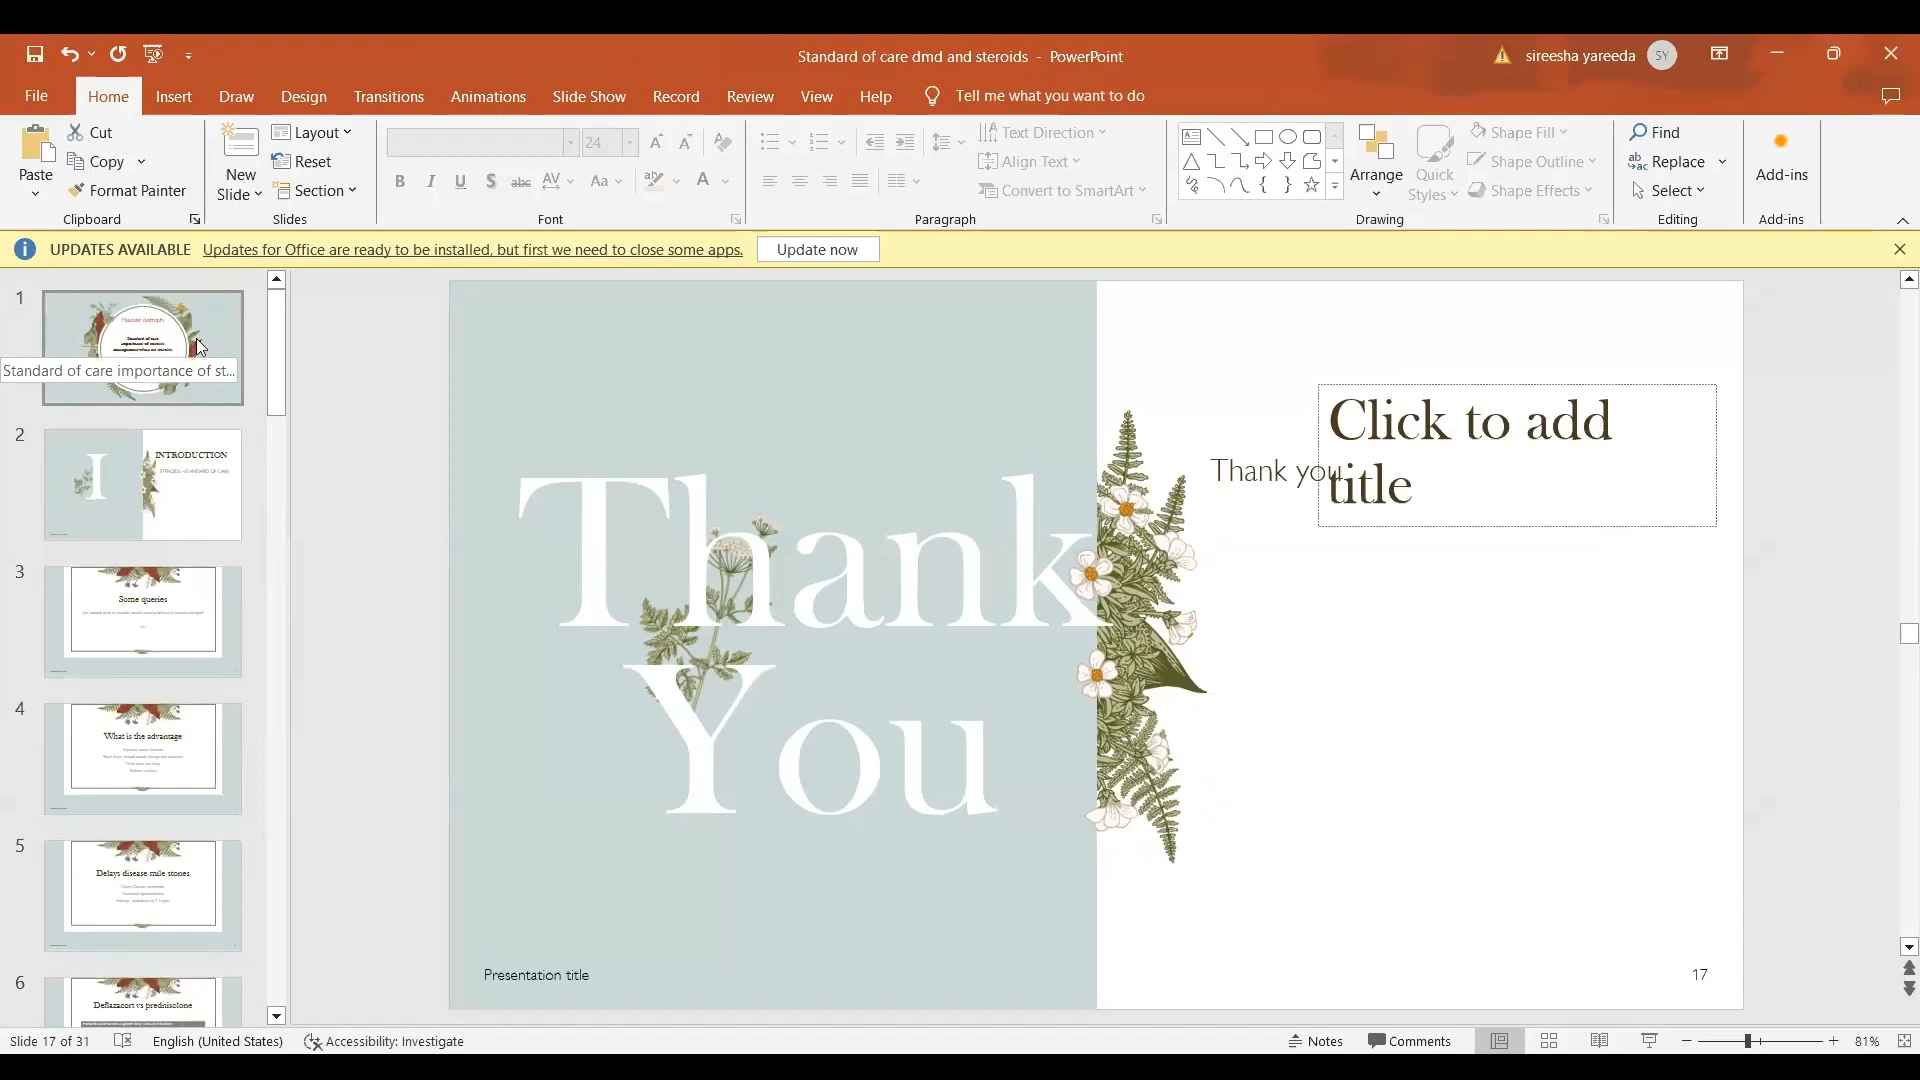 Standard of care dmd and steroids - PowerPoint
sireesha yareeda SY
File Home Insert Draw Design Transitions Animations Slide Show Record Review View Help Tell me what you want to do
Paste
Cut
Copy
Format Painter
Clipboard
New
Slide
Layout
Reset
Section
Slides
24
B I U S abc AV Aa A
Font
Text Direction
Align Text
Convert to SmartArt
Paragraph
Arrange
Quick
Styles
Shape Fill
Shape Outline
Shape Effects
Drawing
Find
Replace
Select
Editing
Add-ins
Add-ins
UPDATES AVAILABLE Updates for Office are ready to be installed, but first we need to close some apps. Update now
1
Standard of care importance of st...
2
I
INTRODUCTION
3
Some queries
4
What is the advantage
5
Delays disease mile stones
6
Deflazacort vs prednisolone
Thank
You
Thank you
Click to add
title
Presentation title
17
Slide 17 of 31 English (United States) Accessibility: Investigate Notes Comments 81%